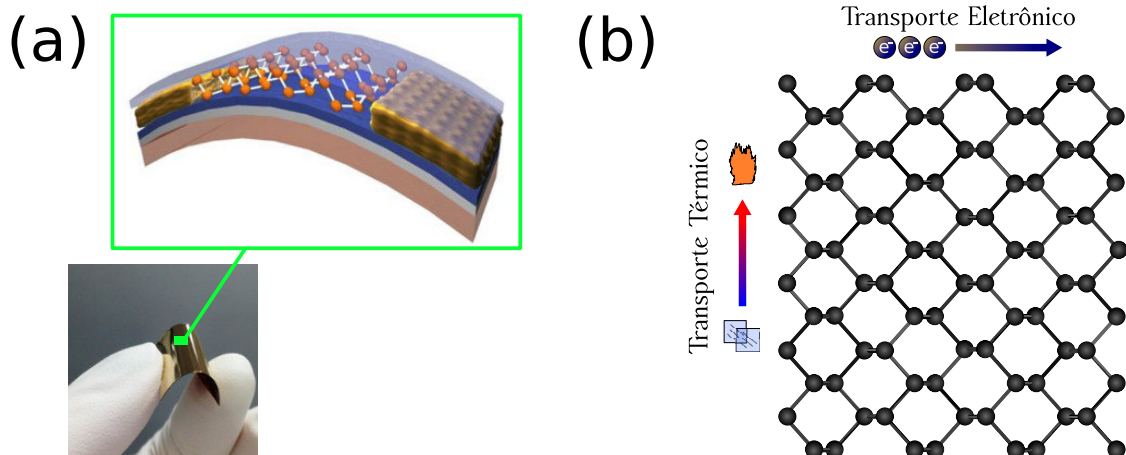 (a)
(b)
Transporte Eletrônico
e⁻ e⁻ e⁻
Transporte Térmico